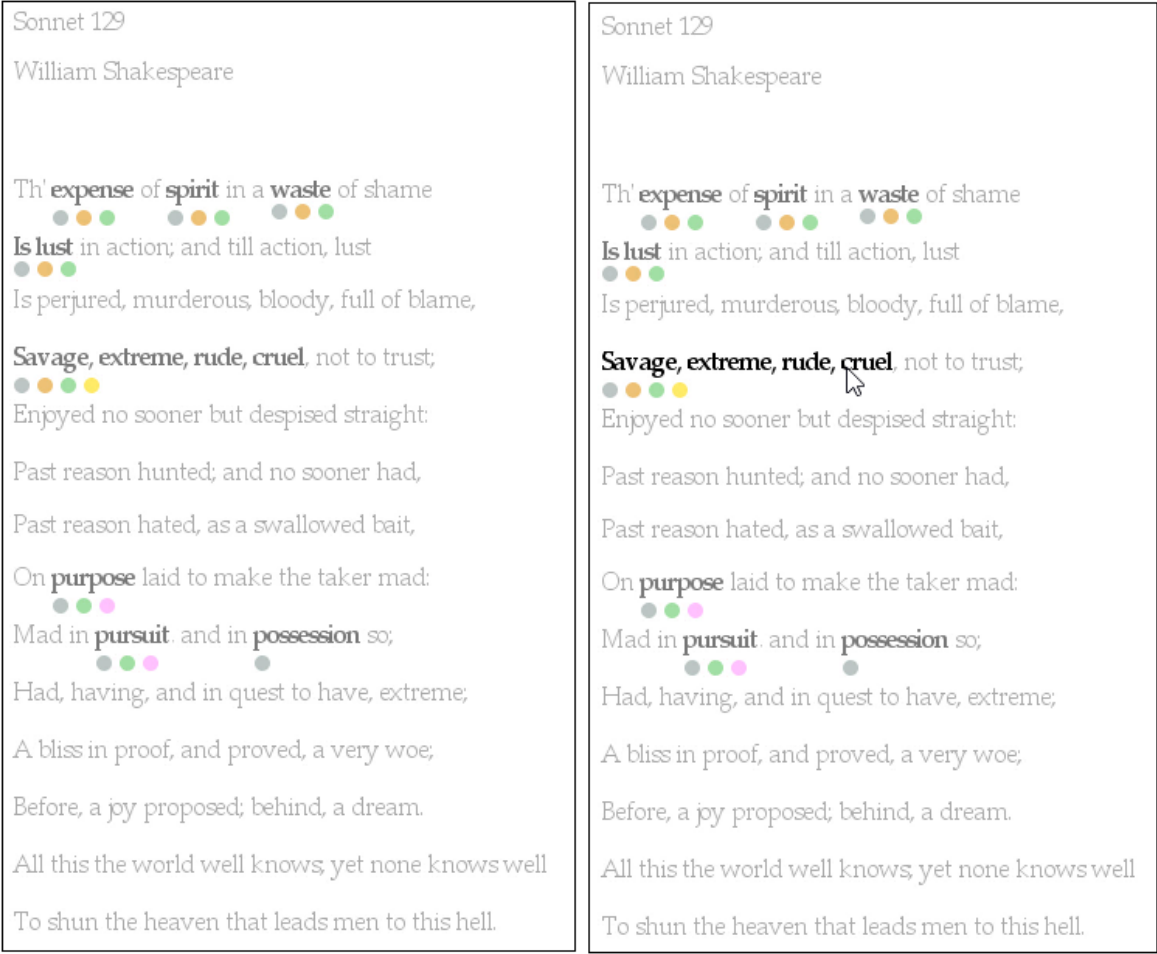 Sonnet 129
William Shakespeare
Th' expense of spirit in a waste of shame
Is lust in action; and till action, lust
Is perjured, murderous, bloody, full of blame,
Savage, extreme, rude, cruel, not to trust;
Enjoyed no sooner but despised straight:
Past reason hunted; and no sooner had,
Past reason hated, as a swallowed bait,
On purpose laid to make the taker mad:
Mad in pursuit. and in possession so;
Had, having, and in quest to have, extreme;
A bliss in proof, and proved, a very woe;
Before, a joy proposed; behind, a dream.
All this the world well knows; yet none knows well
To shun the heaven that leads men to this hell.
Sonnet 129
William Shakespeare
Th' expense of spirit in a waste of shame
Is lust in action; and till action, lust
Is perjured, murderous, bloody, full of blame,
Savage, extreme, rude, cruel, not to trust;
Enjoyed no sooner but despised straight:
Past reason hunted; and no sooner had,
Past reason hated, as a swallowed bait,
On purpose laid to make the taker mad:
Mad in pursuit. and in possession so;
Had, having, and in quest to have, extreme;
A bliss in proof, and proved, a very woe;
Before, a joy proposed; behind, a dream.
All this the world well knows; yet none knows well
To shun the heaven that leads men to this hell.